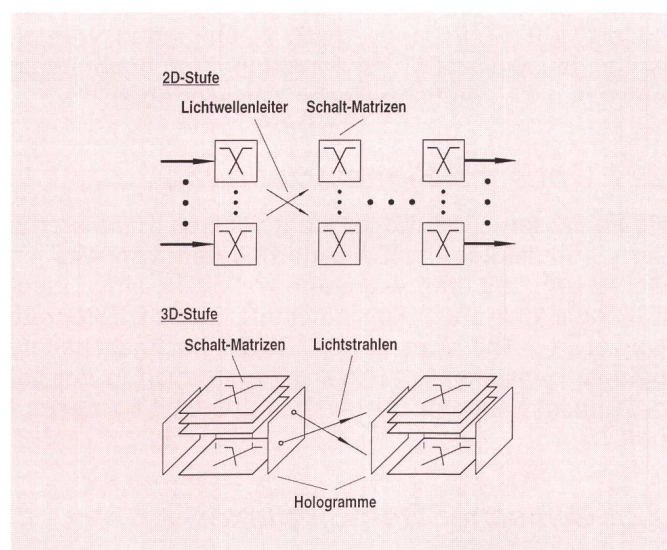 2D-Stufe
Lichtwellenleiter Schalt-Matrizen
3D-Stufe
Schalt-Matrizen Lichtstrahlen
Hologramme